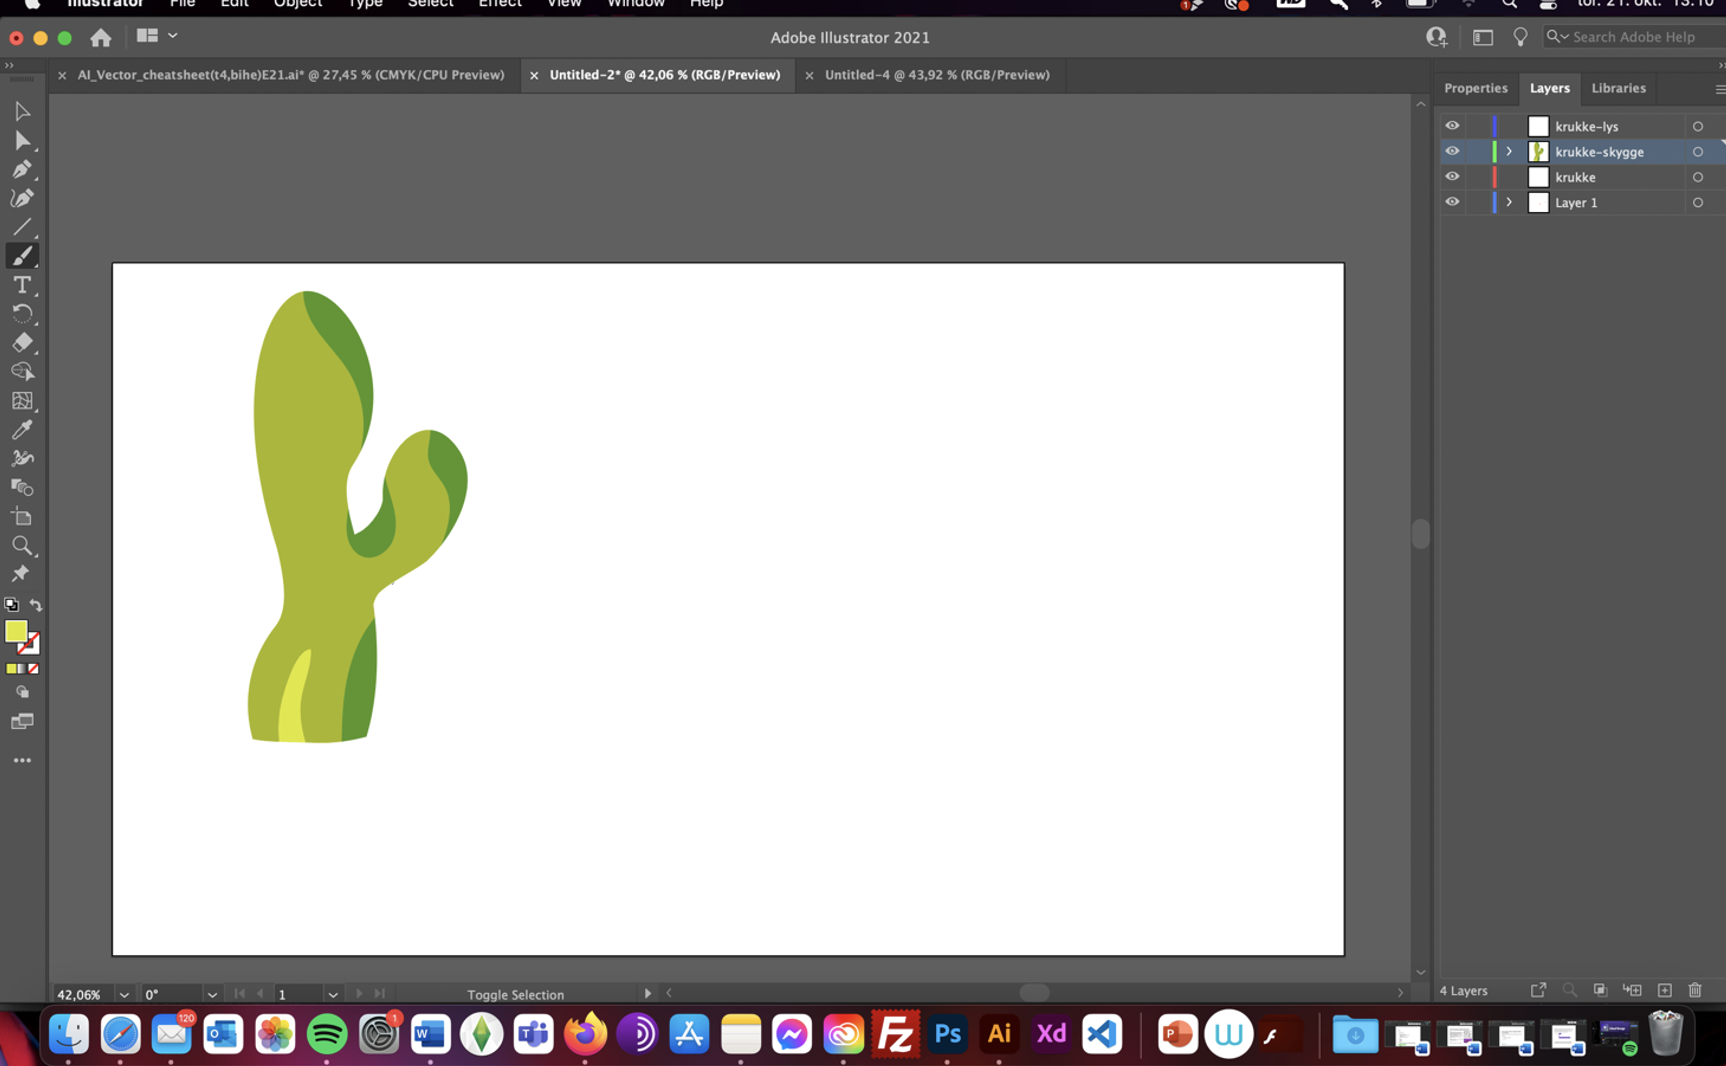 Illustrator File Edit Object Type Select Effect View Window Help
tor. 21. okt. 13.10
Adobe Illustrator 2021
Search Adobe Help
AI_Vector_cheatsheet(t4,bihe)E21.ai* @ 27,45 % (CMYK/CPU Preview)
Untitled-2* @ 42,06 % (RGB/Preview)
Untitled-4 @ 43,92 % (RGB/Preview)
Properties Layers Libraries
krukke-lys
krukke-skygge
krukke
Layer 1
4 Layers
42,06% 0° 1 Toggle Selection
120
1
W
Fz
Ps
Ai
Xd
P
W
f